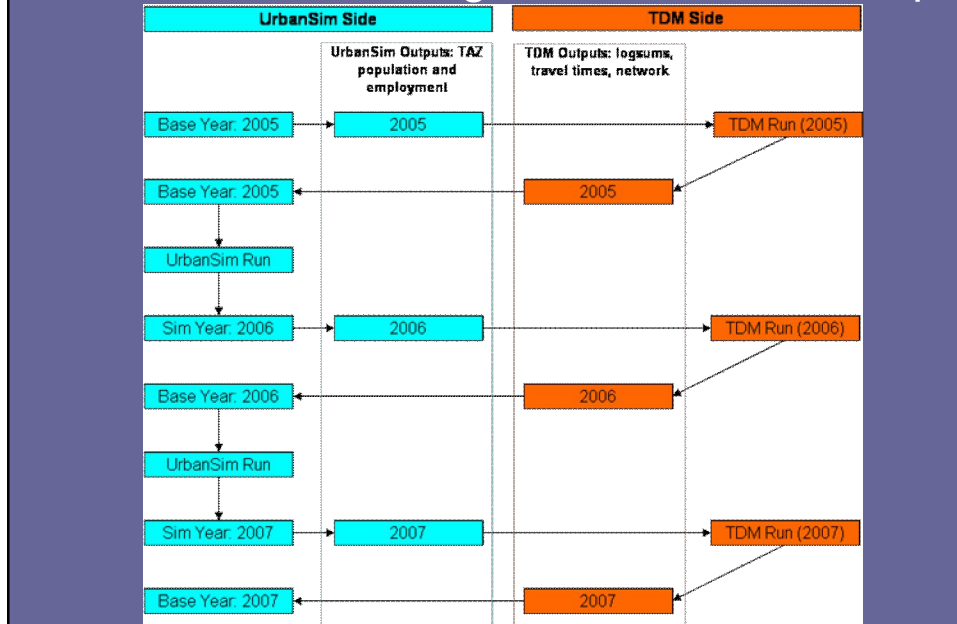 UrbanSim Side
TDM Side
UrbanSim Outputs: TAZ
population and
employment
TDM Outputs: logsums,
travel times, network
Base Year: 2005
2005
TDM Run (2005)
Base Year: 2005
2005
UrbanSim Run
Sim Year: 2006
2006
TDM Run (2006)
Base Year: 2006
2006
UrbanSim Run
Sim Year: 2007
2007
TDM Run (2007)
Base Year: 2007
2007